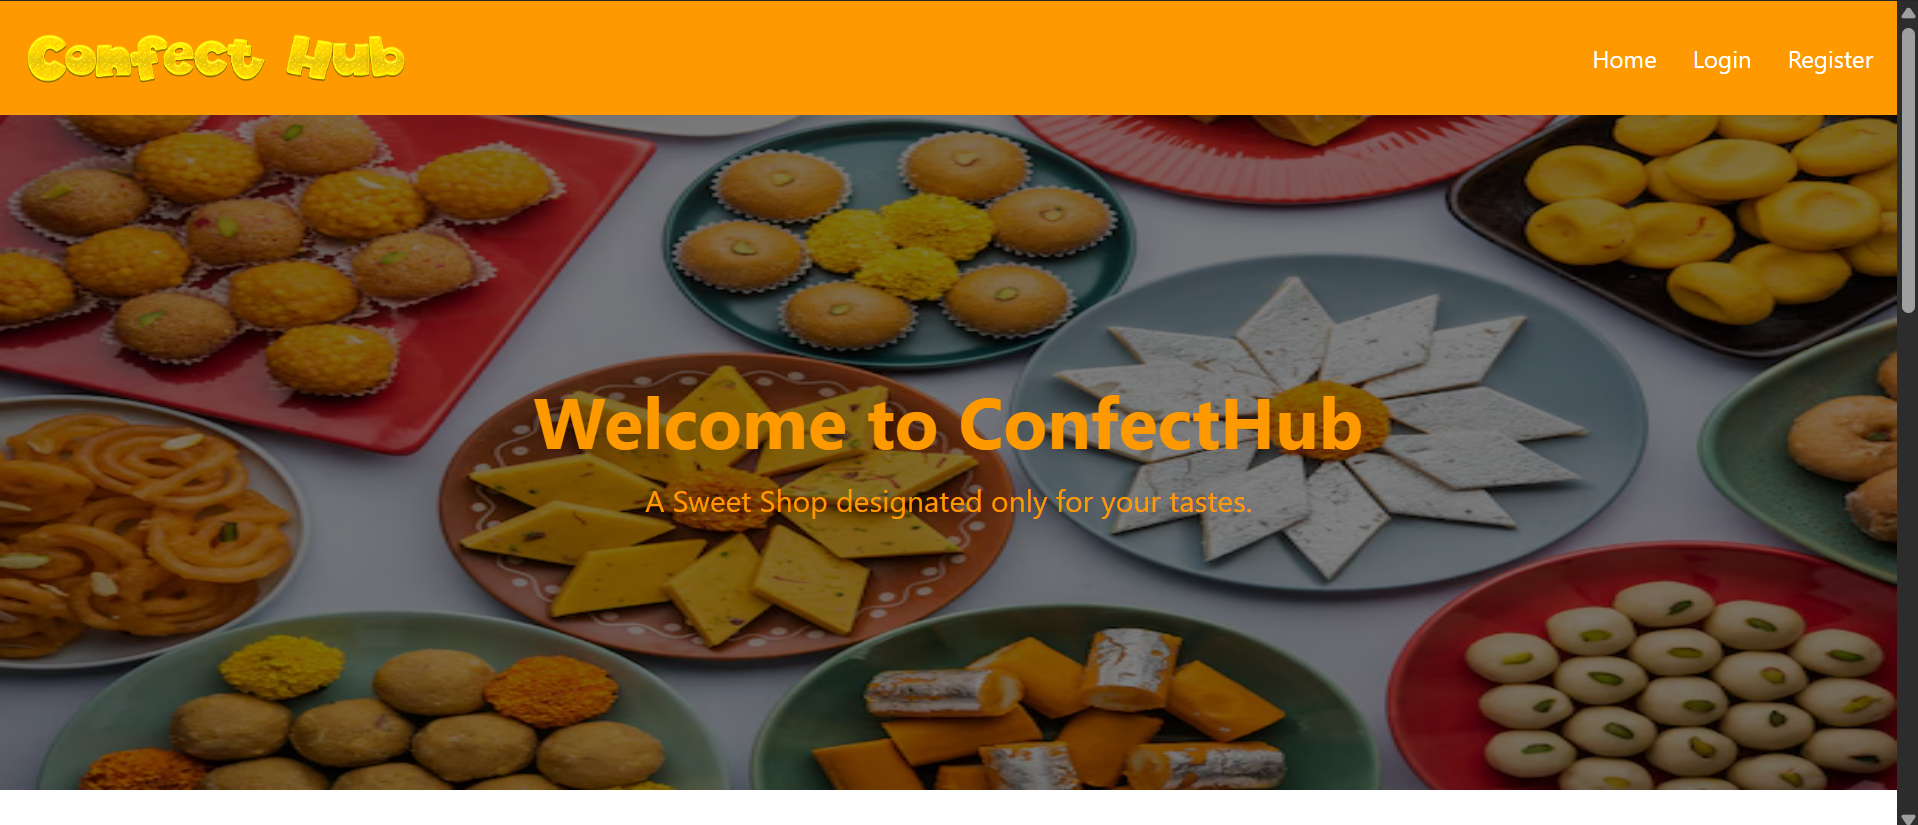 Confect Hub
Home Login Register
Welcome to ConfectHub
A Sweet Shop designated only for your tastes.